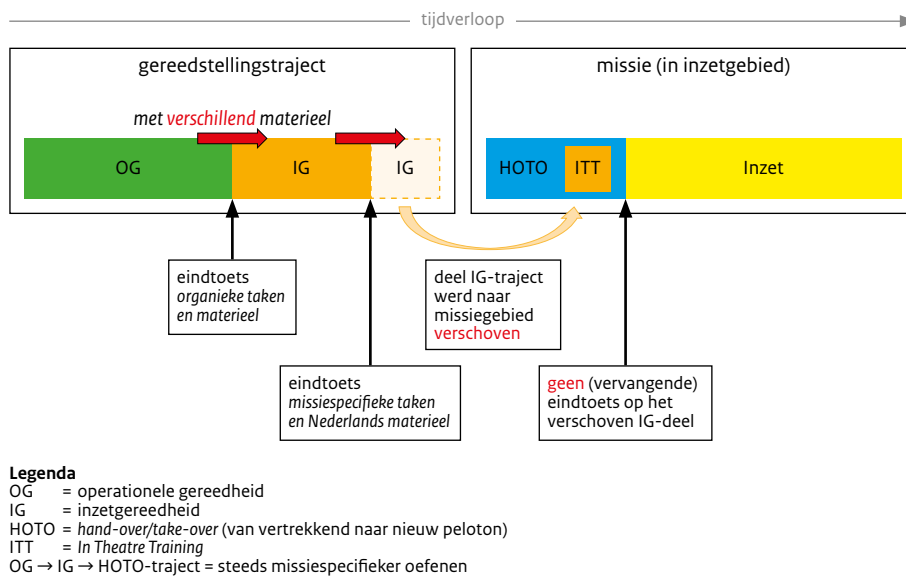 tijdverloop
gereedstellingstraject
missie (in inzetgebied)
met verschillend materieel
OG
IG
IG
HOTO
ITT
Inzet
eindtoets
organieke taken
en materieel
deel IG-traject
werd naar
missiegebied
verschoven
eindtoets
missiespecifieke taken
en Nederlands materieel
geen (vervangende)
eindtoets op het
verschoven IG-deel
Legenda
OG = operationele gereedheid
IG = inzetgereedheid
HOTO = hand-over/take-over (van vertrekkend naar nieuw peloton)
ITT = In Theatre Training
OG → IG → HOTO-traject = steeds missiespecifieker oefenen